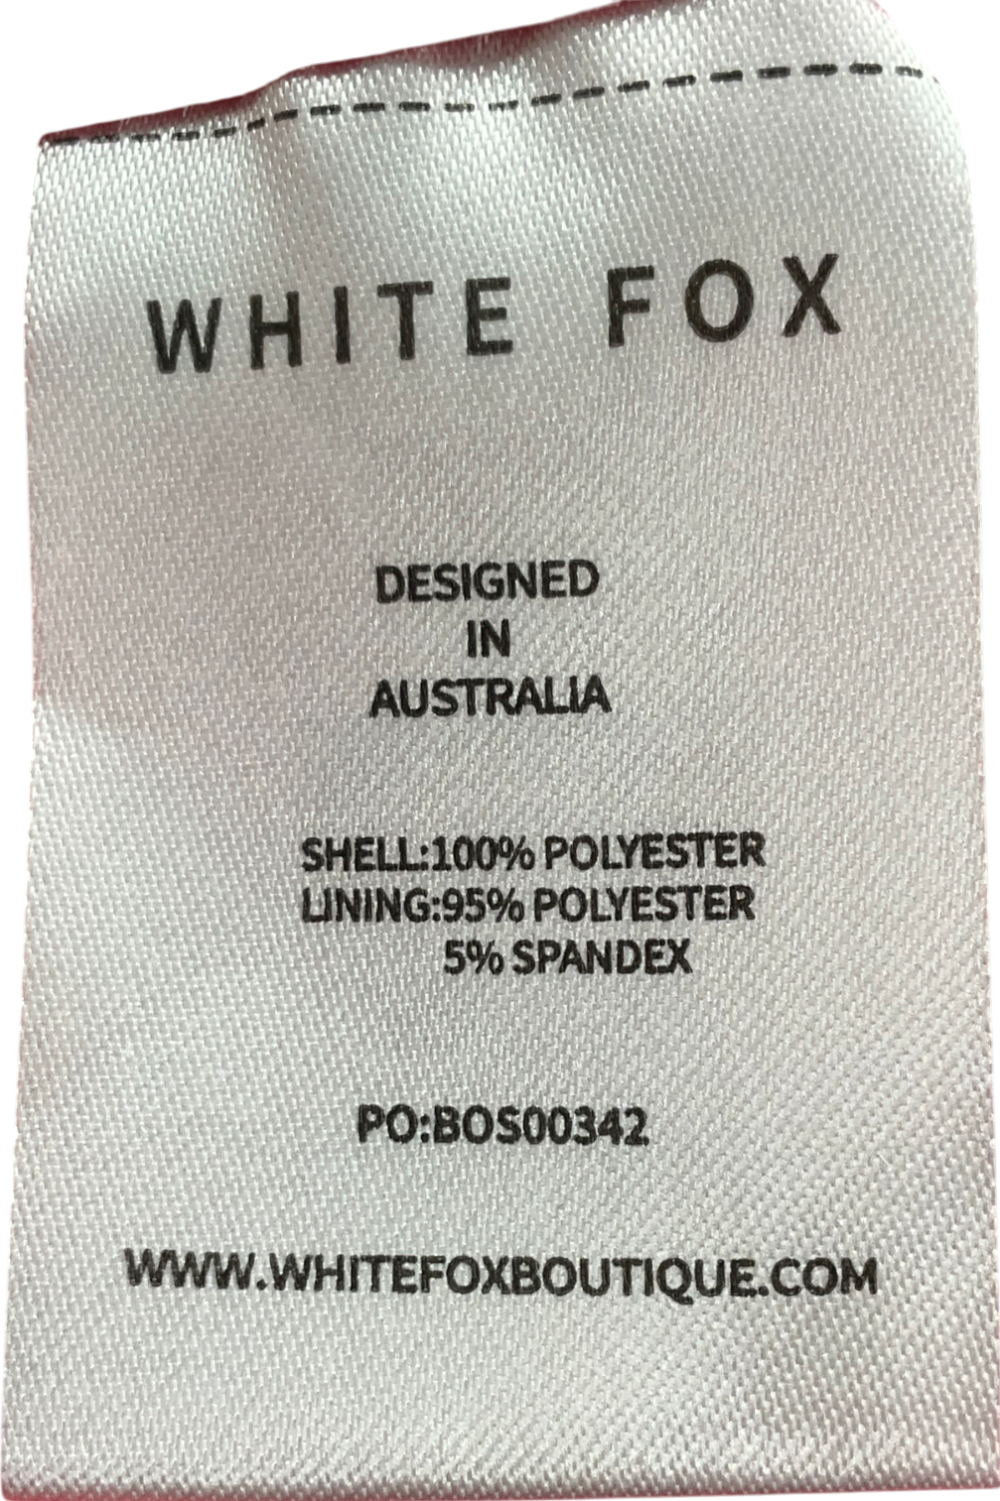 WHITE FOX
DESIGNED
IN
AUSTRALIA
SHELL:100% POLYESTER
LINING:95% POLYESTER
5% SPANDEX
PO:BOS00342
WWW.WHITEFOXBOUTIQUE.COM